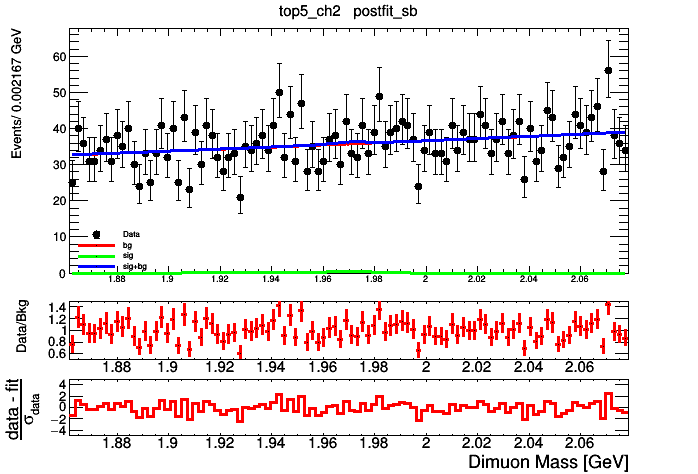 top5_ch2 postfit_sb
Events/ 0.002167 GeV
60
50
40
30
20
10
0
Data
bg
sig
sig+bg
1.88 1.9 1.92 1.94 1.96 1.98 2 2.02 2.04 2.06
Data/Bkg
1.4
1.2
1
0.8
0.6
1.88 1.9 1.92 1.94 1.96 1.98 2 2.02 2.04 2.06
data - fit
σdata
4
2
0
−2
−4
1.88 1.9 1.92 1.94 1.96 1.98 2 2.02 2.04 2.06
Dimuon Mass [GeV]